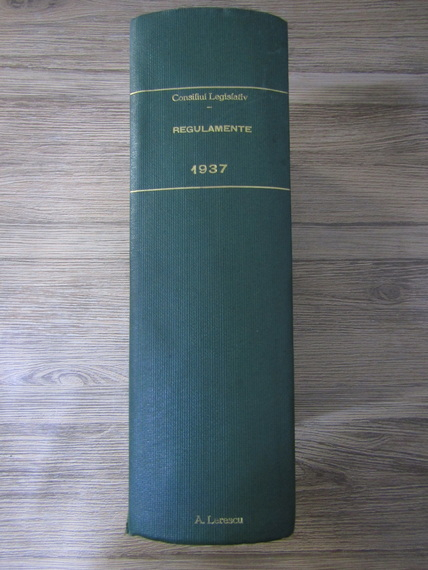 Consiliul Legislativ
REGULAMENTE
1937
A. Lerescu